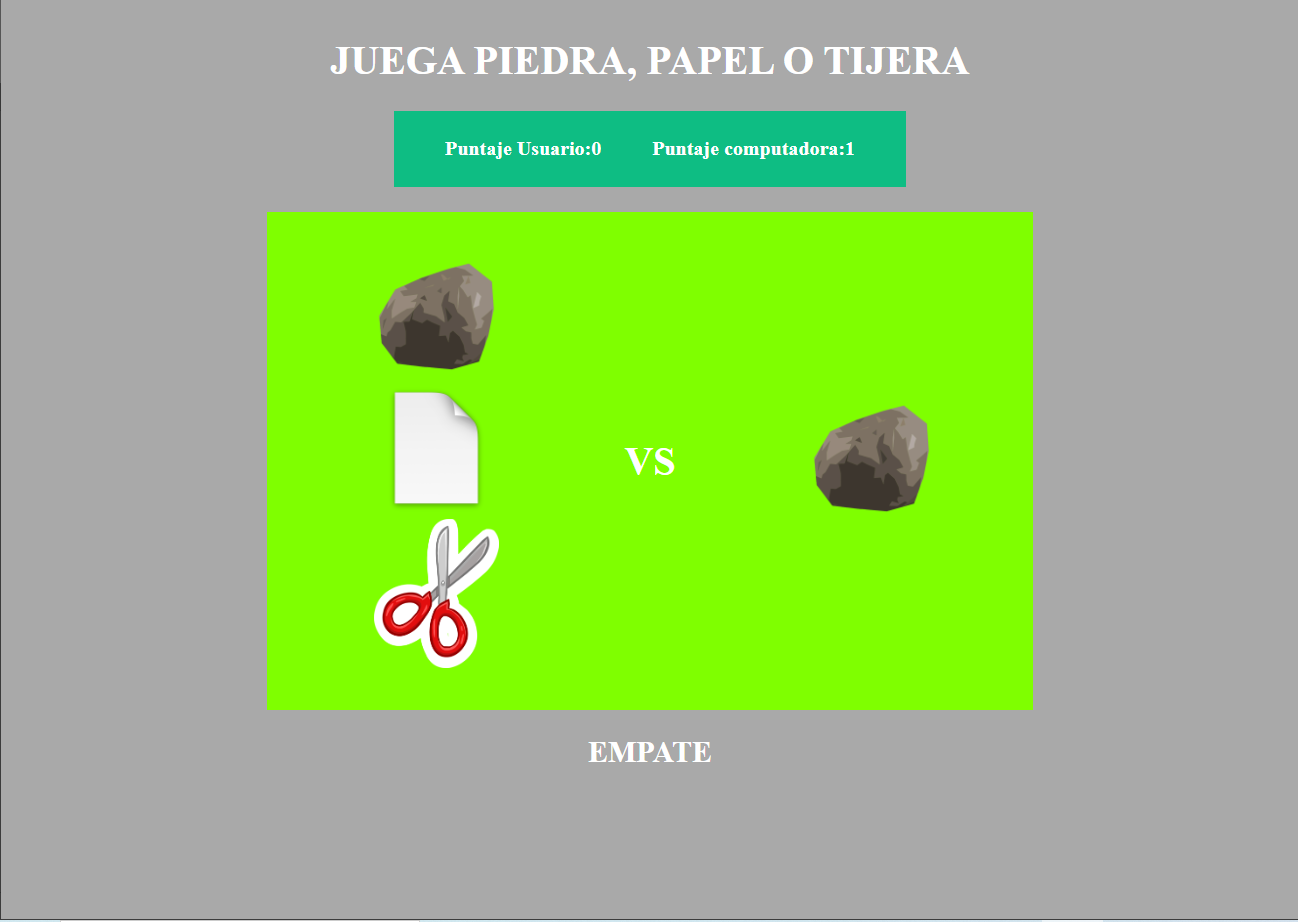 JUEGA PIEDRA, PAPEL O TIJERA
Puntaje Usuario:0 Puntaje computadora:1
VS
EMPATE